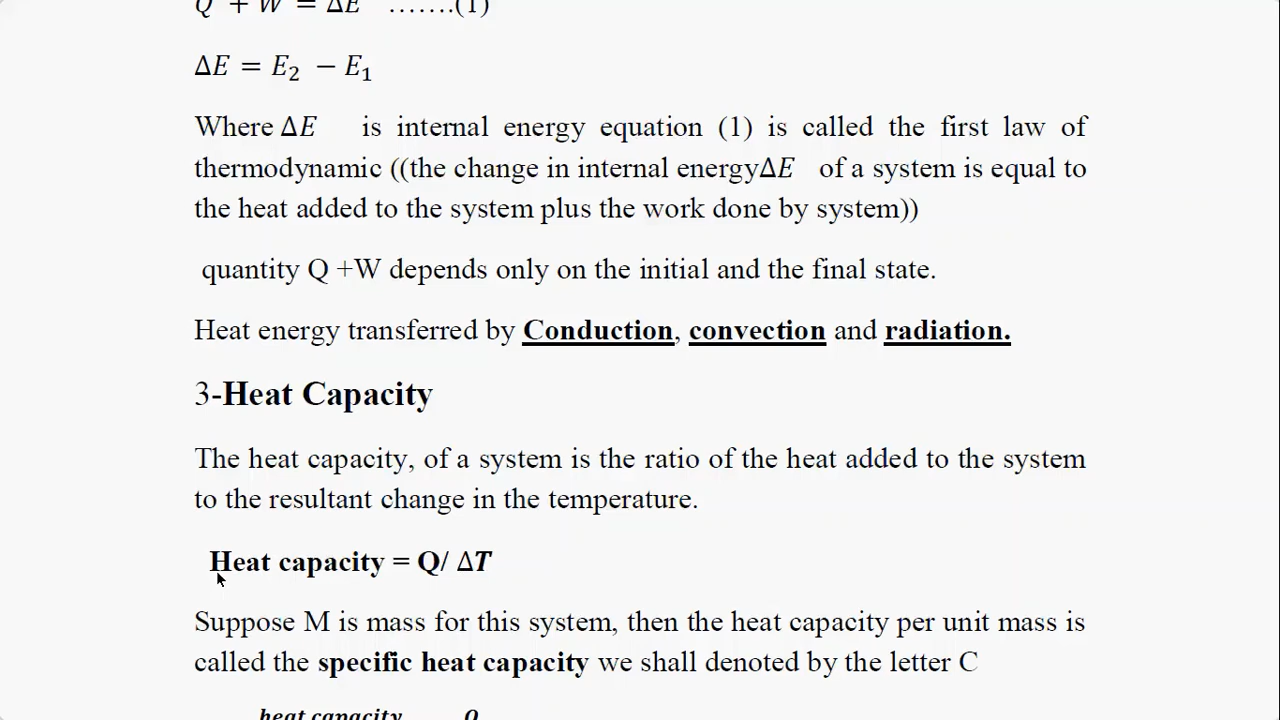 Q + W = ΔE …….(1)
ΔE = E₂ − E₁
Where ΔE is internal energy equation (1) is called the first law of
thermodynamic ((the change in internal energyΔE of a system is equal to
the heat added to the system plus the work done by system))
quantity Q +W depends only on the initial and the final state.
Heat energy transferred by Conduction, convection and radiation.
3-Heat Capacity
The heat capacity, of a system is the ratio of the heat added to the system
to the resultant change in the temperature.
Heat capacity = Q/ ΔT
Suppose M is mass for this system, then the heat capacity per unit mass is
called the specific heat capacity we shall denoted by the letter C
heat capacity Q